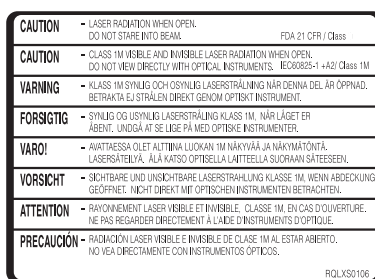 CAUTION - LASER RADIATION WHEN OPEN.
DO NOT STARE INTO BEAM. FDA 21 CFR / Class
CAUTION - CLASS 1M VISIBLE AND INVISIBLE LASER RADIATION WHEN OPEN.
DO NOT VIEW DIRECTLY WITH OPTICAL INSTRUMENTS. IEC60825-1 +A2/ Class 1M
VARNING - KLASS 1M SYNLIG OCH OSYNLIG LASERSTRÅLNING NÄR DENNA DEL ÄR ÖPPNAD.
BETRAKTA EJ STRÅLEN DIREKT GENOM OPTISKT INSTRUMENT.
FORSIGTIG - SYNLIG OG USYNLIG LASERSTRÅLING KLASS 1M, NÅR LÅGET ER
ÅBENT. UNDGÅ AT SE LIGE PÅ MED OPTISKE INSTRUMENTER.
VARO! - AVATTAESSA OLET ALTTIINA LUOKAN 1M NÄKYVÄÄ JA NÄKYMÄTÖNTÄ
LASERSÄTEILYÄ. ÄLÄ KATSO OPTISELLA LAITTEELLA SUORAAN SÄTEESEEN.
VORSICHT - SICHTBARE UND UNSICHTBARE LASERSTRAHLUNG KLASSE 1M, WENN ABDECKUNG
GEÖFFNET. NICHT DIREKT MIT OPTISCHEN INSTRUMENTEN BETRACHTEN.
ATTENTION - RAYONNEMENT LASER VISIBLE ET INVISIBLE, CLASSE 1M, EN CAS D'OUVERTURE.
NE PAS REGARDER DIRECTEMENT À L'AIDE D'INSTRUMENTS D'OPTIQUE.
PRECAUCIÓN - RADIACIÓN LASER VISIBLE E INVISIBLE DE CLASE 1M AL ESTAR ABIERTO.
NO VEA DIRECTAMENTE CON INSTRUMENTOS ÓPTICOS.
RQLXS0106